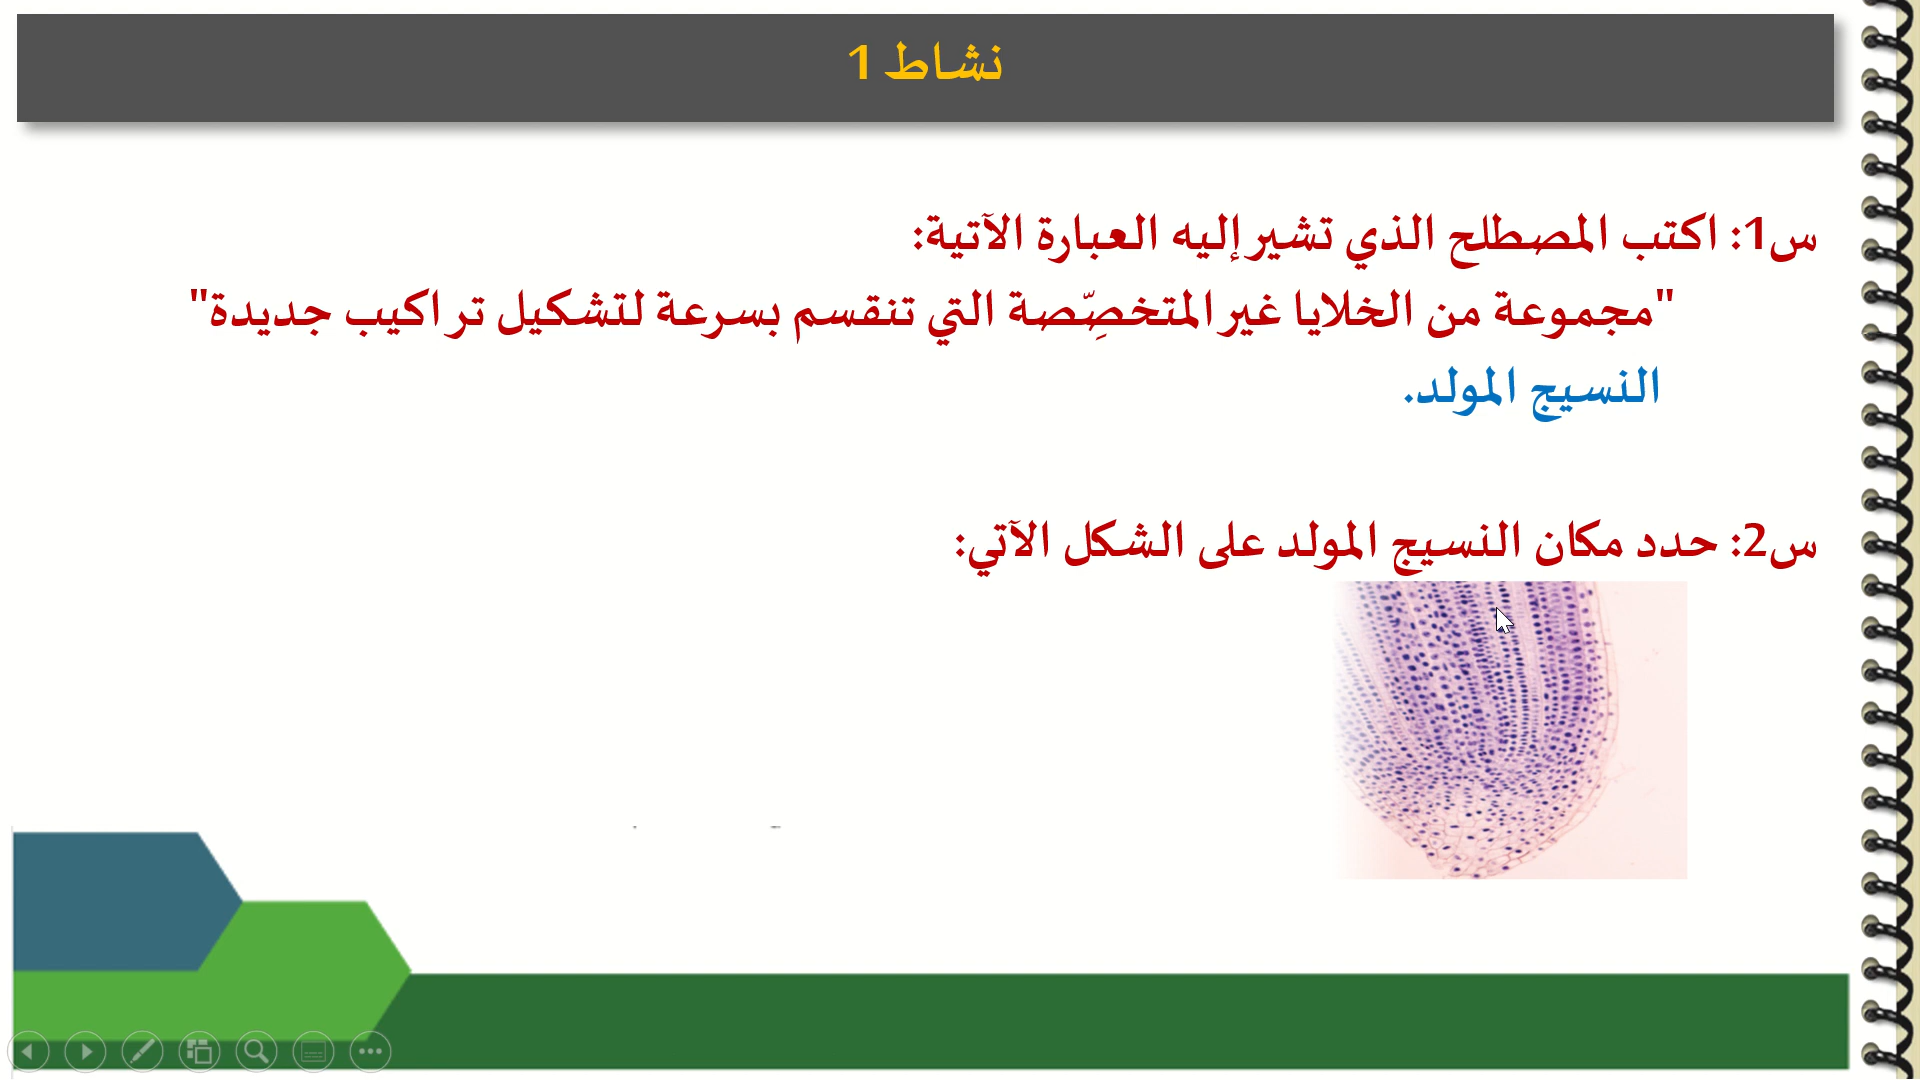 نشاط 1
س1: اكتب المصطلح الذي تشير إليه العبارة الآتية:
"مجموعة من الخلايا غير المتخصِّصة التي تنقسم بسرعة لتشكيل تراكيب جديدة"
النسيج المولد.
س2: حدد مكان النسيج المولد على الشكل الآتي: